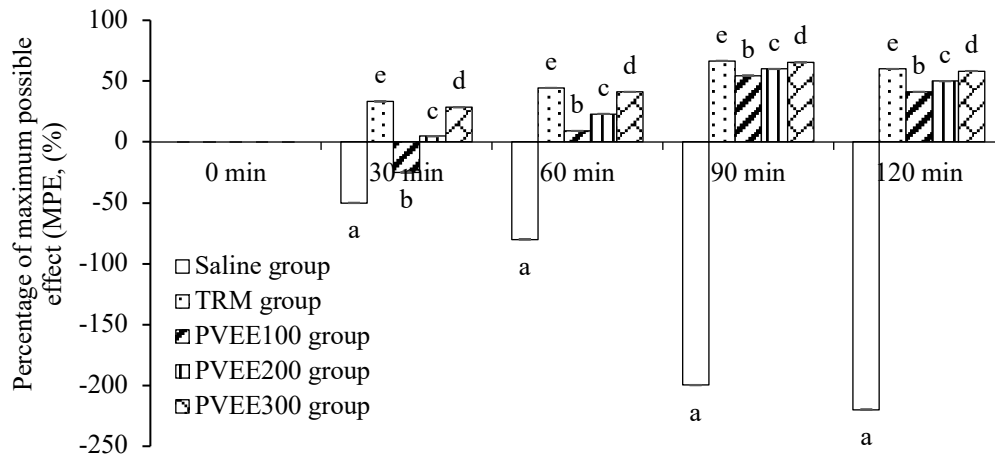 Percentage of maximum possible
effect (MPE, (%)
100
50
0
-50
-100
-150
-200
-250
e d
c
b
a
e d
c
b
a
e b c d
a
e b c d
a
0 min 30 min 60 min 90 min 120 min
Saline group
TRM group
PVEE100 group
PVEE200 group
PVEE300 group